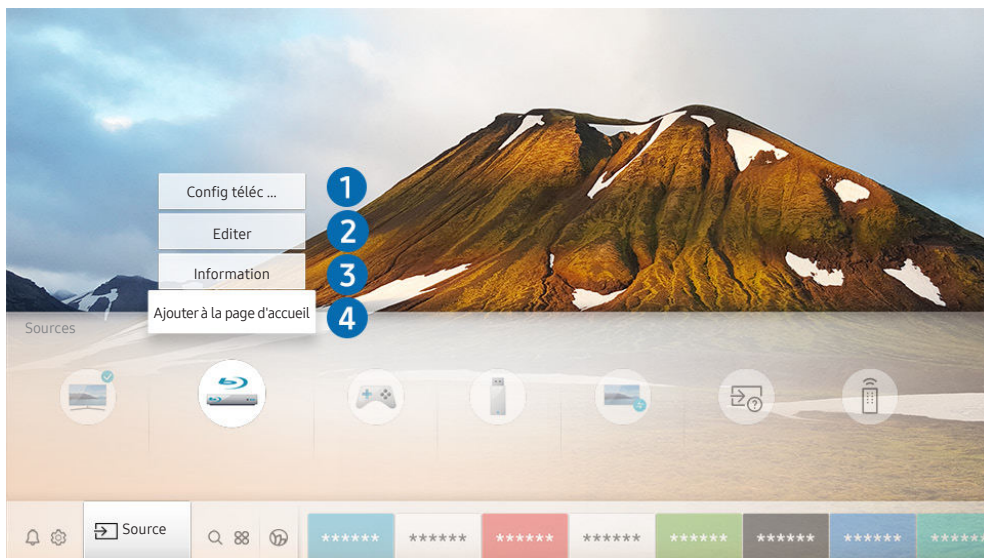 Config téléc ...
1
Editer
2
Information
3
Ajouter à la page d'accueil
4
Sources
Source
****** ****** ****** ****** ****** ****** ****** ******